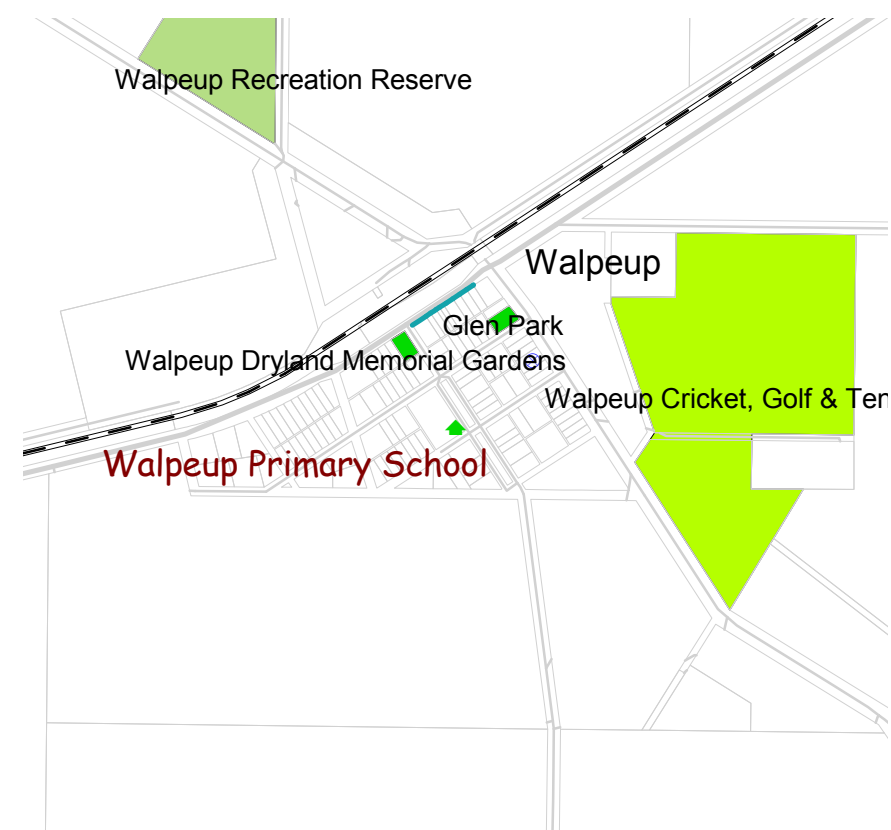 Walpeup Recreation Reserve
Walpeup
Glen Park
Walpeup Dryland Memorial Gardens
Walpeup Cricket, Golf & Ten
Walpeup Primary School